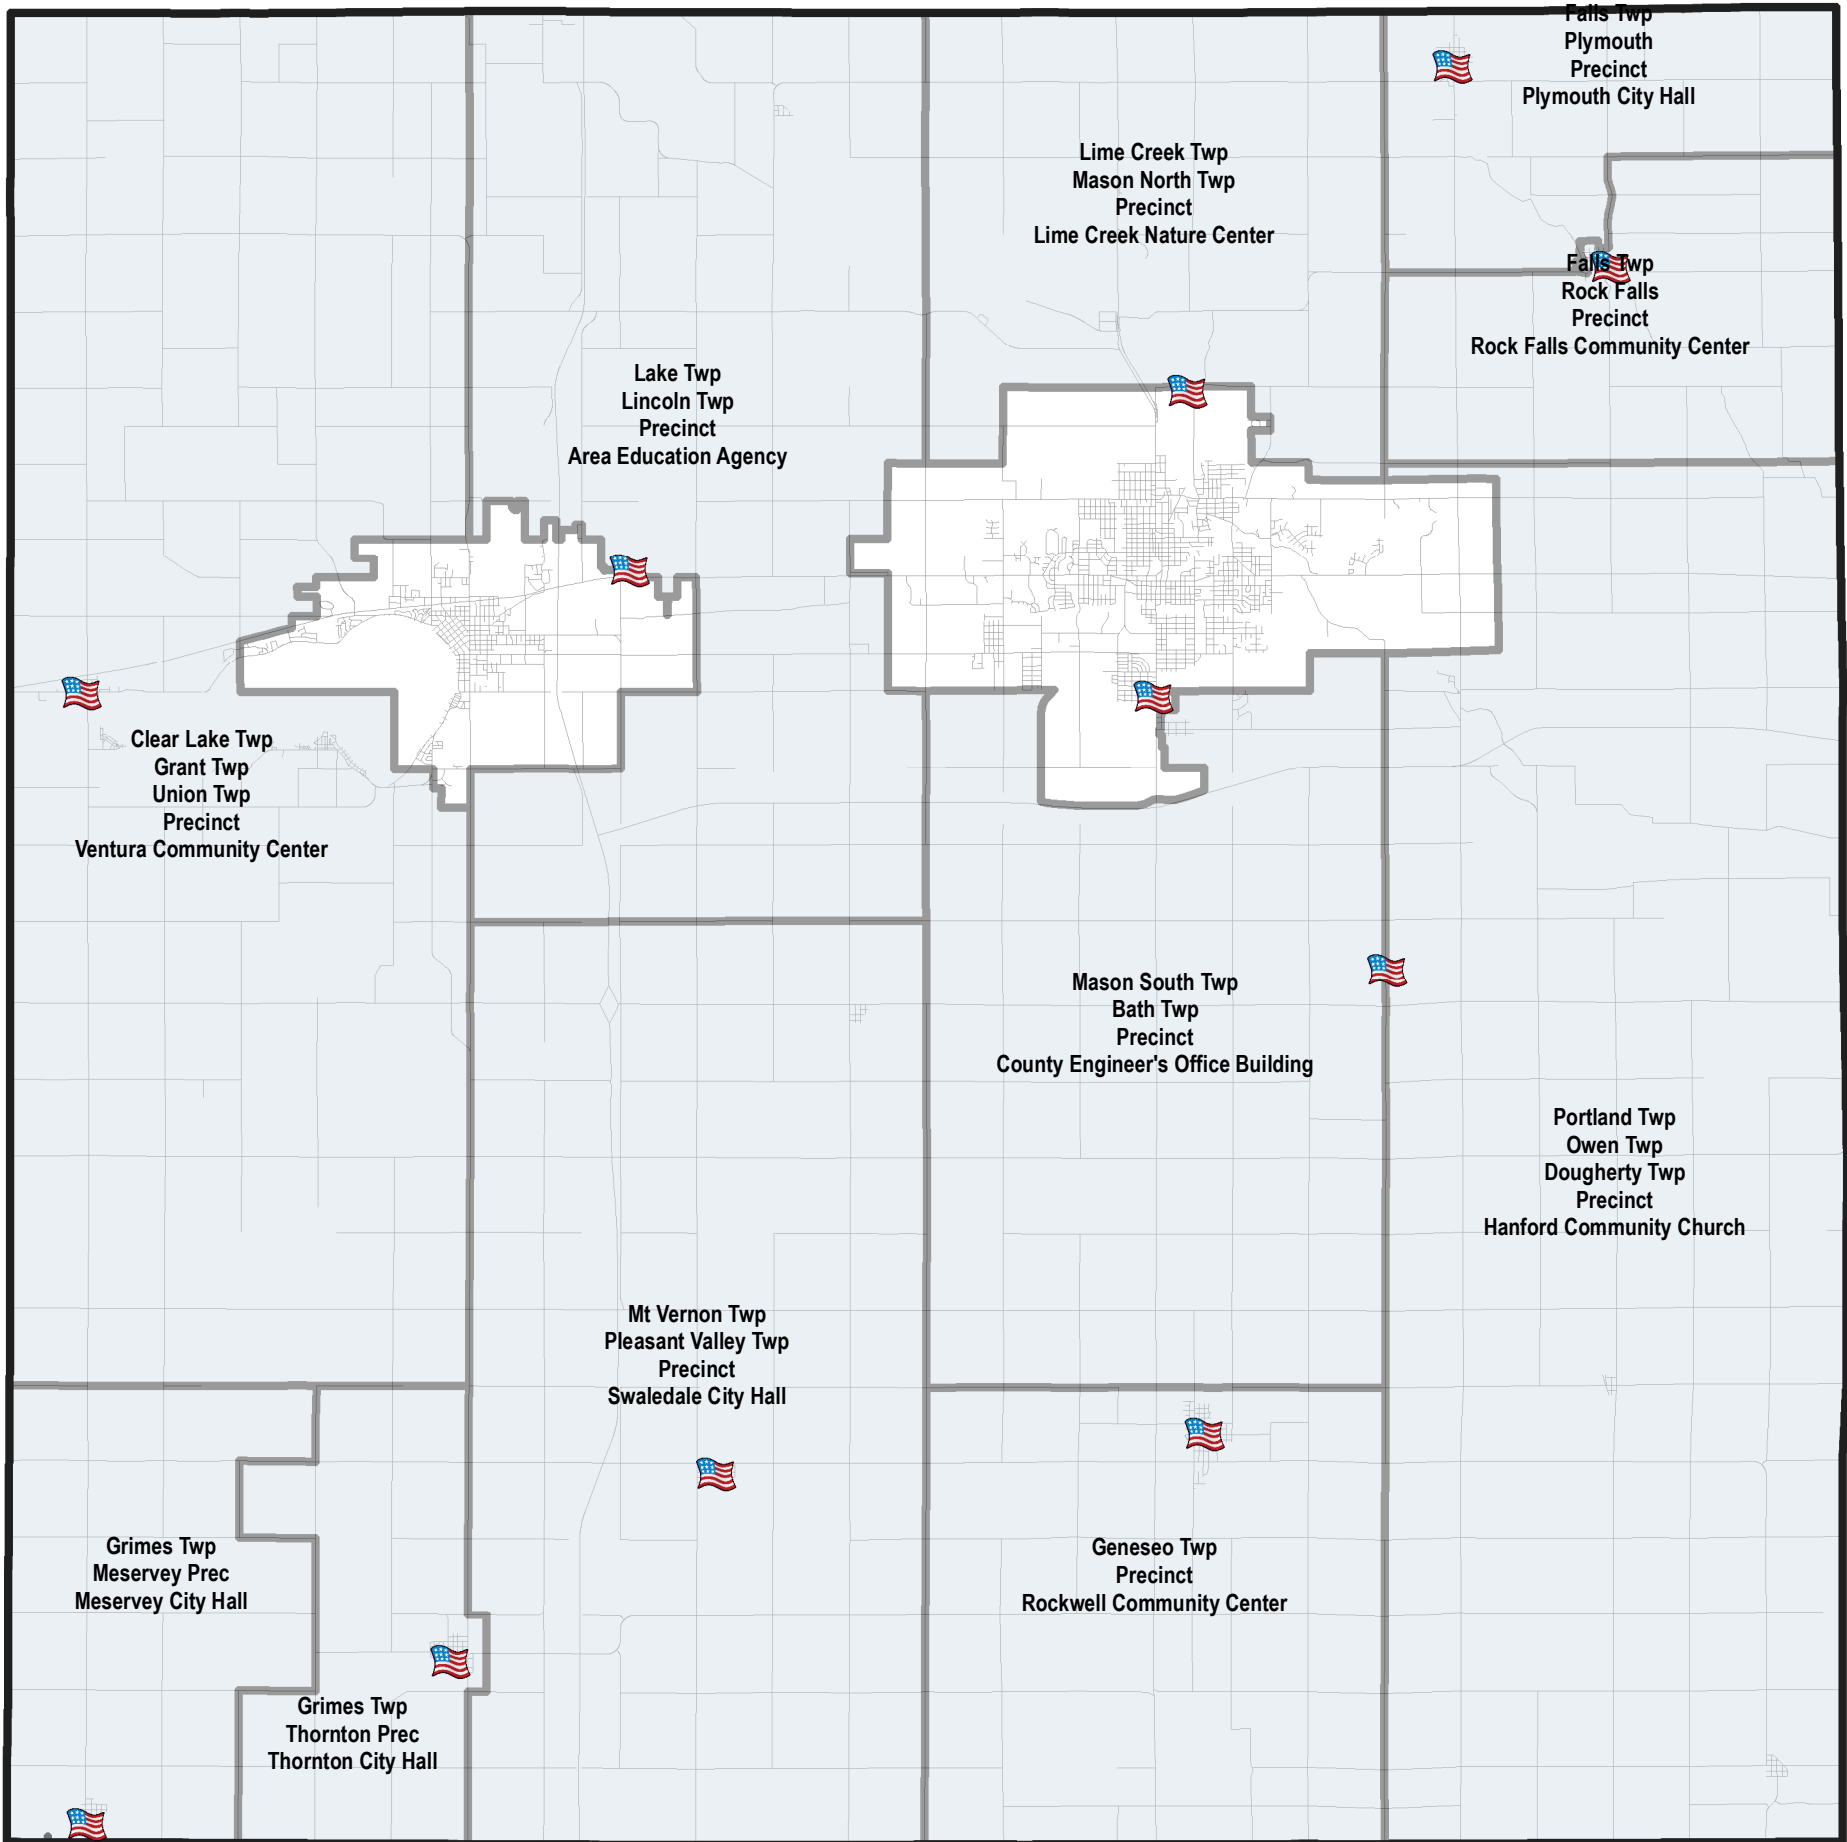 Falls Twp
Plymouth
Precinct
Plymouth City Hall
Lime Creek Twp
Mason North Twp
Precinct
Lime Creek Nature Center
Falls Twp
Rock Falls
Precinct
Rock Falls Community Center
Lake Twp
Lincoln Twp
Precinct
Area Education Agency
Clear Lake Twp
Grant Twp
Union Twp
Precinct
Ventura Community Center
Mason South Twp
Bath Twp
Precinct
County Engineer's Office Building
Portland Twp
Owen Twp
Dougherty Twp
Precinct
Hanford Community Church
Mt Vernon Twp
Pleasant Valley Twp
Precinct
Swaledale City Hall
Grimes Twp
Meservey Prec
Meservey City Hall
Geneseo Twp
Precinct
Rockwell Community Center
Grimes Twp
Thornton Prec
Thornton City Hall